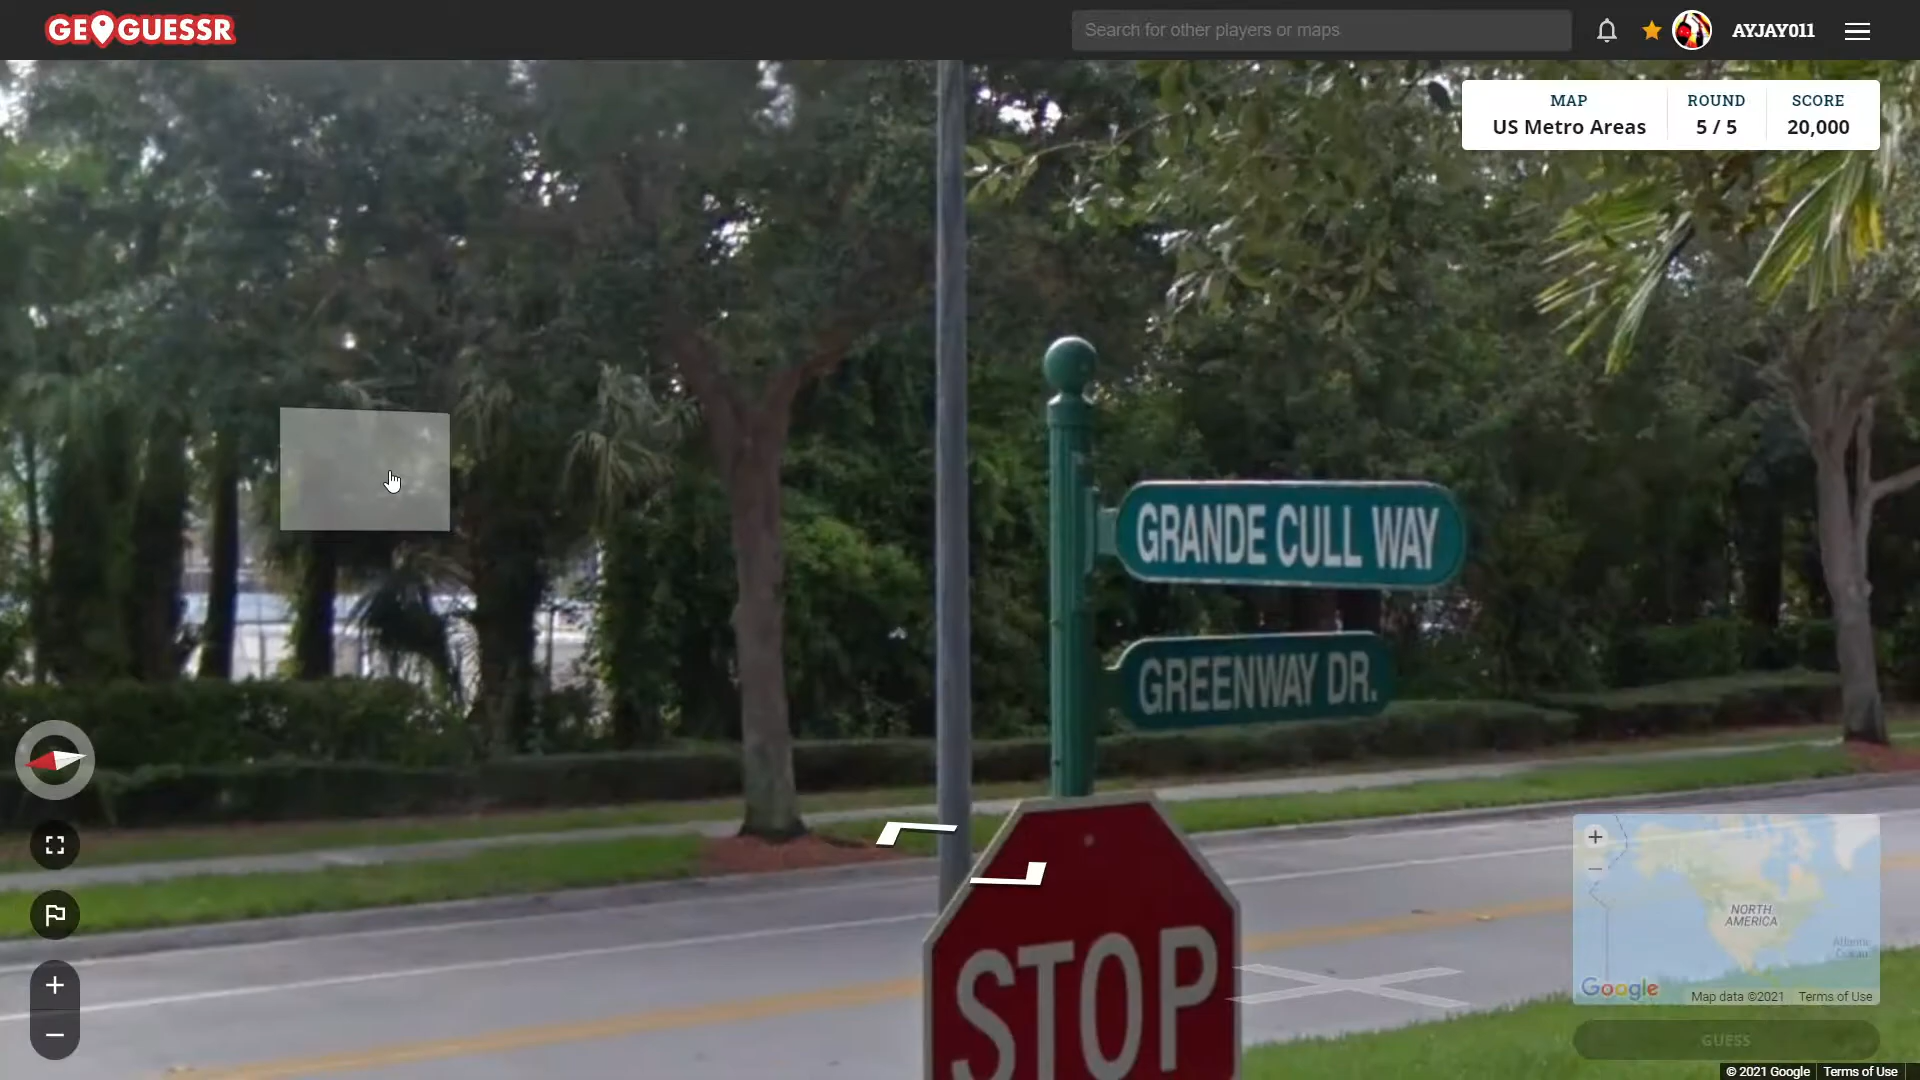 GEOGUESSR
Search for other players or maps
AYJAY011
MAP
US Metro Areas
ROUND
5 / 5
SCORE
20,000
GRANDE CULL WAY
GREENWAY DR.
STOP
+
−
NORTH
AMERICA
Atlantic
Ocean
Google
Map data ©2021
Terms of Use
+
−
GUESS
© 2021 Google
Terms of Use